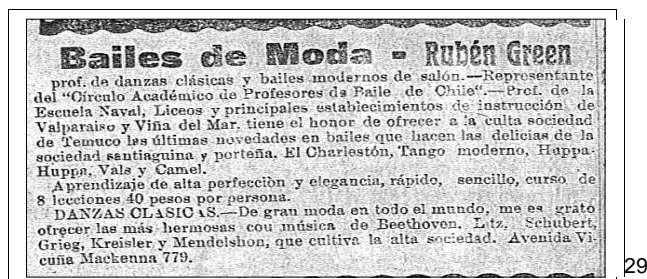 Bailes de Moda - Rubén Green
prof. de danzas clásicas y bailes modernos de salón.—Representante
del "Círculo Académico de Profesores de Baile de Chile".—Prof. de la
Escuela Naval, Liceos y principales establecimientos de instrucción de
Valparaiso y Viña del Mar, tiene el honor de ofrecer a la culta sociedad
de Temuco las últimas novedades en bailes que hacen las delicias de la
sociedad santiaguina y porteña. El Charlestón, Tango moderno, Huppa-
Huppa, Vals y Camel.
Aprendizaje de alta perfección y elegancia, rápido, sencillo, curso de
8 lecciones 40 pesos por persona.
DANZAS CLASICAS.—De gran moda en todo el mundo, me es grato
ofrecer las más hermosas cou música de Beethoven, Litz, Schubert,
Grieg, Kreisler y Mendelshon, que cultiva la alta sociedad. Avenida Vi-
cuña Mackenna 779.
29